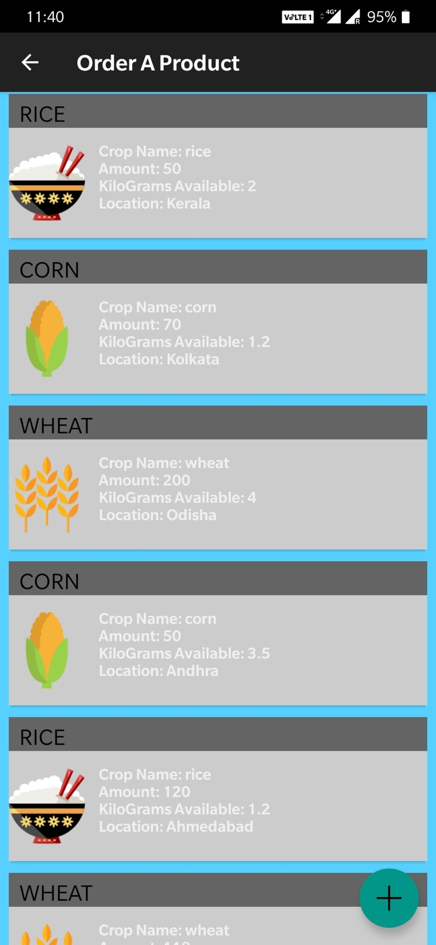 11:40
VoLTE 1 4G+ R 95%
Order A Product
RICE
Crop Name: rice
Amount: 50
KiloGrams Available: 2
Location: Kerala
CORN
Crop Name: corn
Amount: 70
KiloGrams Available: 1.2
Location: Kolkata
WHEAT
Crop Name: wheat
Amount: 200
KiloGrams Available: 4
Location: Odisha
CORN
Crop Name: corn
Amount: 50
KiloGrams Available: 3.5
Location: Andhra
RICE
Crop Name: rice
Amount: 120
KiloGrams Available: 1.2
Location: Ahmedabad
WHEAT
Crop Name: wheat